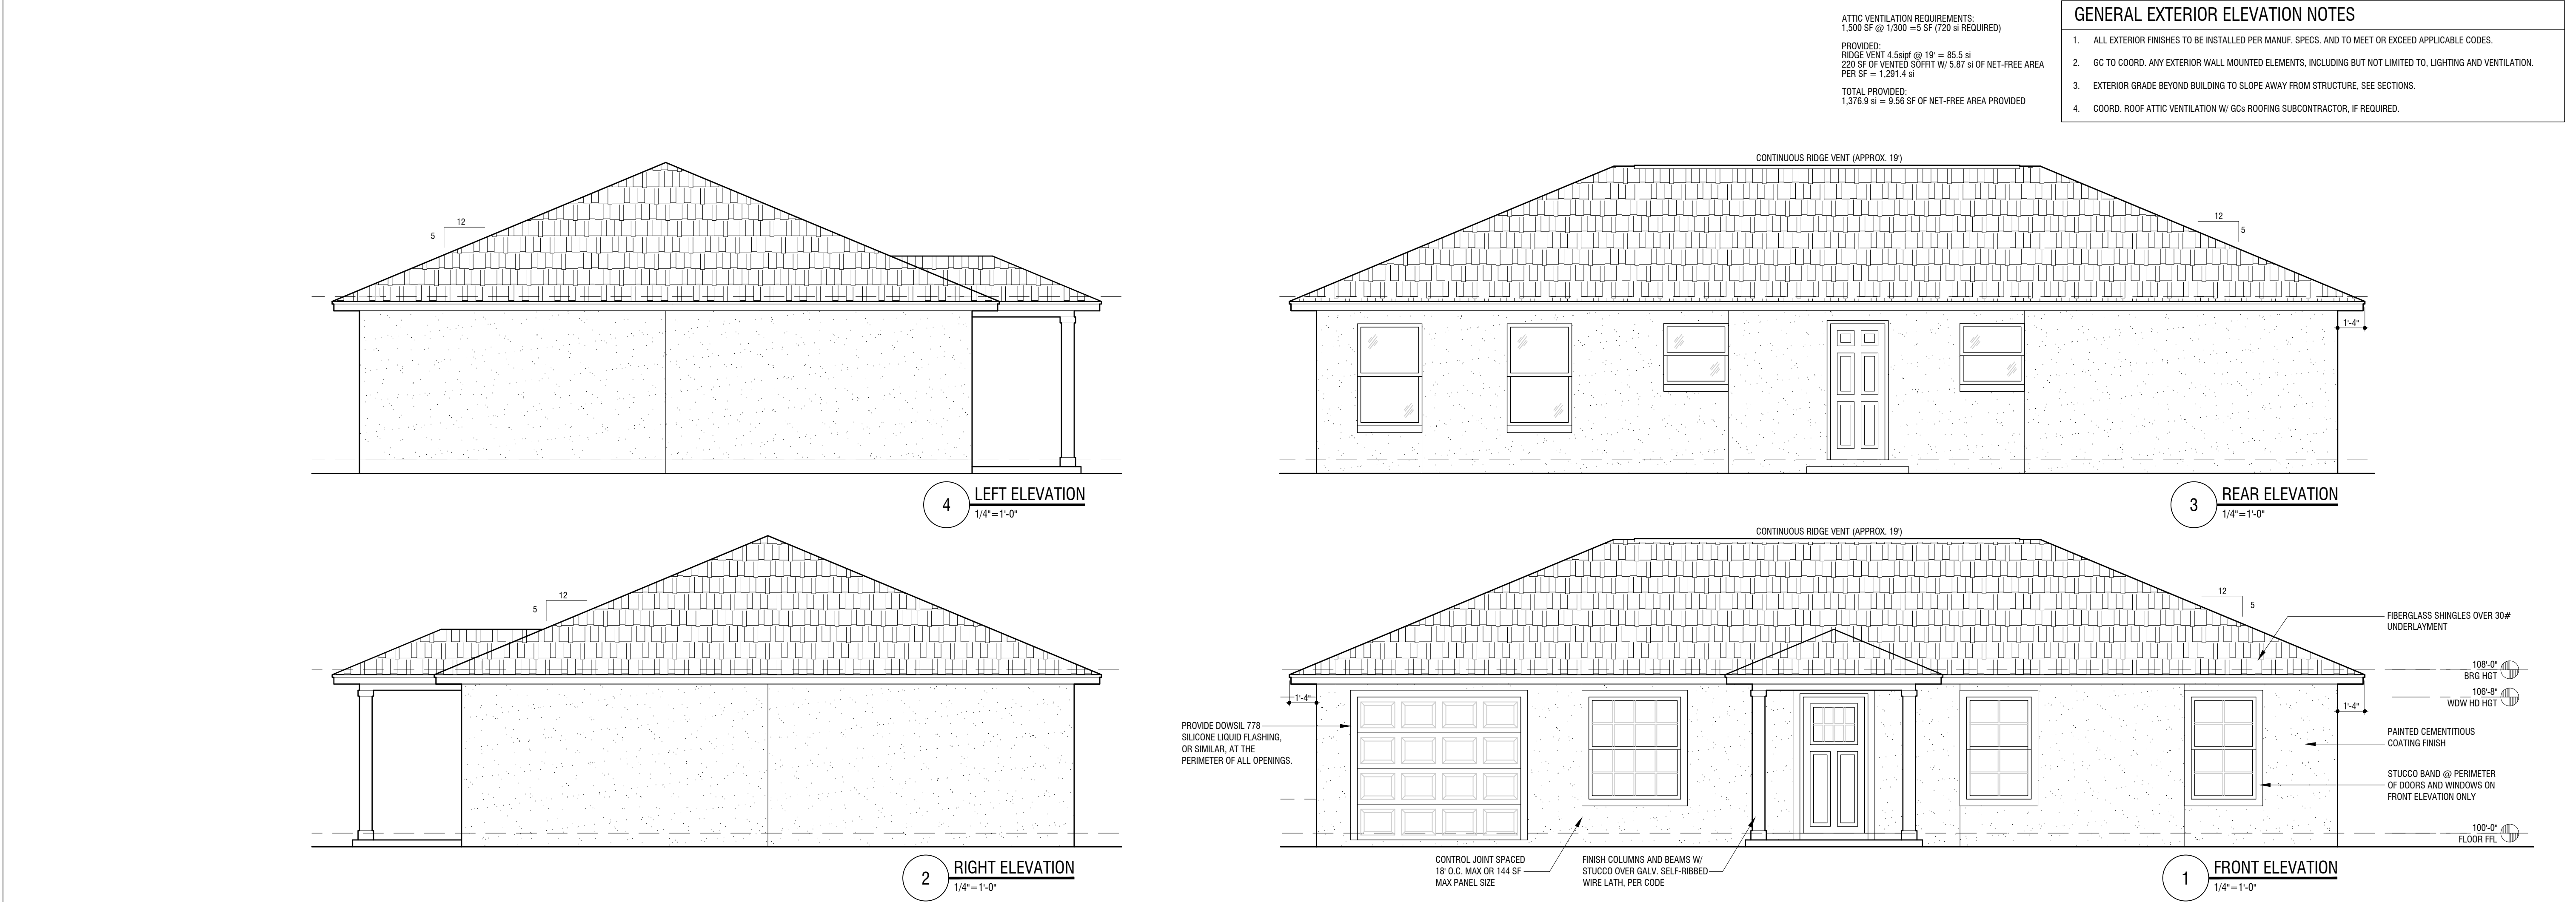 ATTIC VENTILATION REQUIREMENTS:
1,500 SF @ 1/300 =5 SF (720 si REQUIRED)
PROVIDED:
RIDGE VENT 4.5sipf @ 19' = 85.5 si
220 SF OF VENTED SOFFIT W/ 5.87 si OF NET-FREE AREA
PER SF = 1,291.4 si
TOTAL PROVIDED:
1,376.9 si = 9.56 SF OF NET-FREE AREA PROVIDED
GENERAL EXTERIOR ELEVATION NOTES
1. ALL EXTERIOR FINISHES TO BE INSTALLED PER MANUF. SPECS. AND TO MEET OR EXCEED APPLICABLE CODES.
2. GC TO COORD. ANY EXTERIOR WALL MOUNTED ELEMENTS, INCLUDING BUT NOT LIMITED TO, LIGHTING AND VENTILATION.
3. EXTERIOR GRADE BEYOND BUILDING TO SLOPE AWAY FROM STRUCTURE, SEE SECTIONS.
4. COORD. ROOF ATTIC VENTILATION W/ GCs ROOFING SUBCONTRACTOR, IF REQUIRED.
12
5
4
LEFT ELEVATION
1/4"=1'-0"
CONTINUOUS RIDGE VENT (APPROX. 19')
12
5
1'-4"
3
REAR ELEVATION
1/4"=1'-0"
12
5
2
RIGHT ELEVATION
1/4"=1'-0"
CONTINUOUS RIDGE VENT (APPROX. 19')
12
5
FIBERGLASS SHINGLES OVER 30#
UNDERLAYMENT
108'-0"
BRG HGT
106'-8"
WDW HD HGT
1'-4"
1'-4"
PROVIDE DOWSIL 778
SILICONE LIQUID FLASHING,
OR SIMILAR, AT THE
PERIMETER OF ALL OPENINGS.
PAINTED CEMENTITIOUS
COATING FINISH
STUCCO BAND @ PERIMETER
OF DOORS AND WINDOWS ON
FRONT ELEVATION ONLY
100'-0"
FLOOR FFL
CONTROL JOINT SPACED
18' O.C. MAX OR 144 SF
MAX PANEL SIZE
FINISH COLUMNS AND BEAMS W/
STUCCO OVER GALV. SELF-RIBBED
WIRE LATH, PER CODE
1
FRONT ELEVATION
1/4"=1'-0"